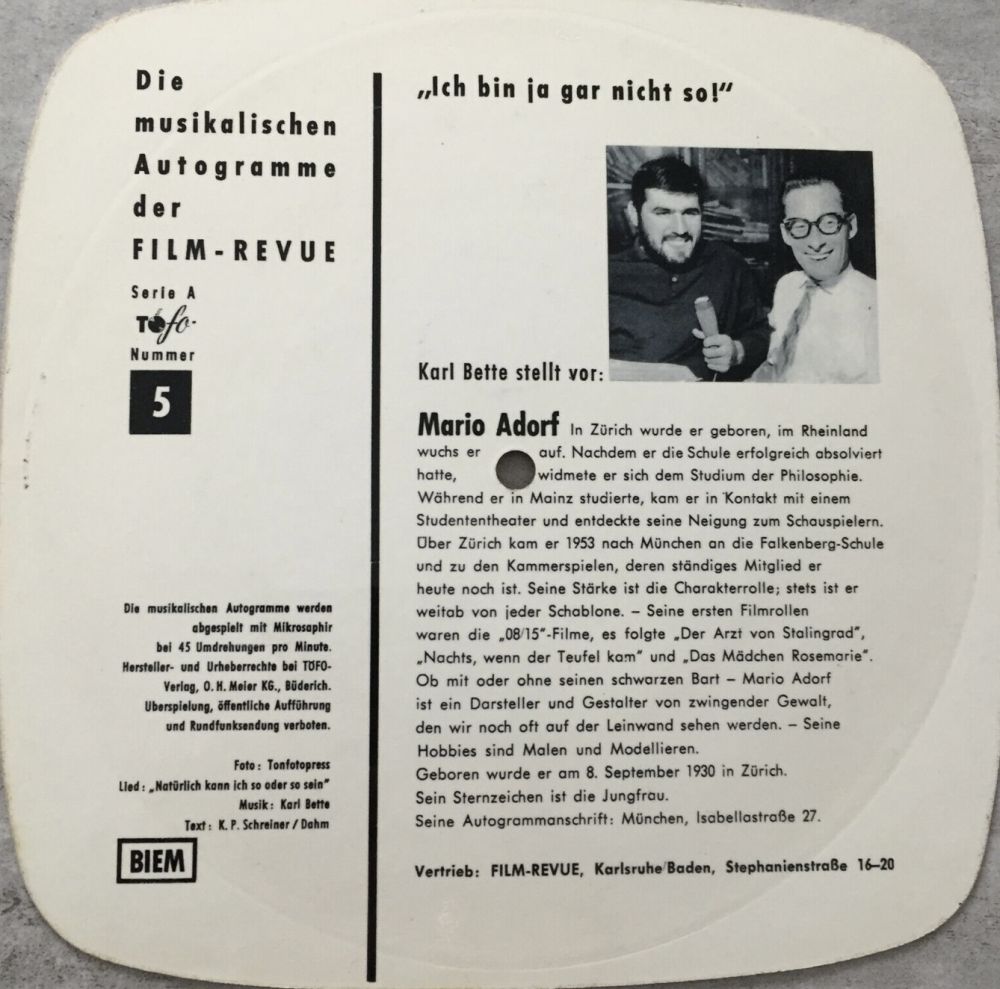 Die
musikalischen
Autogramme
der
FILM-REVUE
Serie A
Töfo
Nummer
5
Die musikalischen Autogramme werden
abgespielt mit Mikrosaphir
bei 45 Umdrehungen pro Minute.
Hersteller- und Urheberrechte bei TÖFO-
Verlag, O. H. Meier KG., Büderich.
Uberspielung, öffentliche Aufführung
und Rundfunksendung verboten.
Foto: Tonfotopress
Lied: „Natürlich kann ich so oder so sein"
Musik: Karl Bette
Text: K. P. Schreiner / Dahm
BIEM
„Ich bin ja gar nicht so!"
Karl Bette stellt vor:
Mario Adorf In Zürich wurde er geboren, im Rheinland
wuchs er auf. Nachdem er die Schule erfolgreich absolviert
hatte, widmete er sich dem Studium der Philosophie.
Während er in Mainz studierte, kam er in Kontakt mit einem
Studententheater und entdeckte seine Neigung zum Schauspielern.
Über Zürich kam er 1953 nach München an die Falkenberg-Schule
und zu den Kammerspielen, deren ständiges Mitglied er
heute noch ist. Seine Stärke ist die Charakterrolle; stets ist er
weitab von jeder Schablone. – Seine ersten Filmrollen
waren die „08/15"-Filme, es folgte „Der Arzt von Stalingrad",
„Nachts, wenn der Teufel kam" und „Das Mädchen Rosemarie".
Ob mit oder ohne seinen schwarzen Bart – Mario Adorf
ist ein Darsteller und Gestalter von zwingender Gewalt,
den wir noch oft auf der Leinwand sehen werden. – Seine
Hobbies sind Malen und Modellieren.
Geboren wurde er am 8. September 1930 in Zürich.
Sein Sternzeichen ist die Jungfrau.
Seine Autogrammanschrift: München, Isabellastraße 27.
Vertrieb: FILM-REVUE, Karlsruhe/Baden, Stephanienstraße 16–20